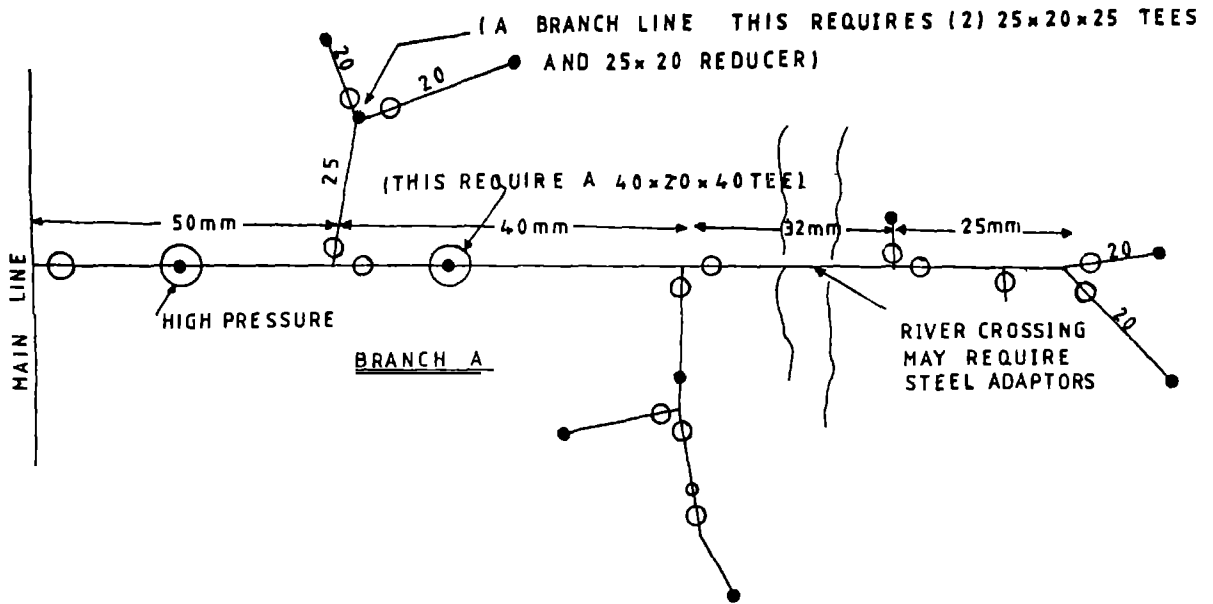 (A BRANCH LINE THIS REQUIRES (2) 25×20×25 TEES
AND 25×20 REDUCER)
20
20
25
(THIS REQUIRE A 40×20×40 TEE)
50mm
40mm
32mm
25mm
20
20
MAIN LINE
HIGH PRESSURE
BRANCH A
RIVER CROSSING
MAY REQUIRE
STEEL ADAPTORS